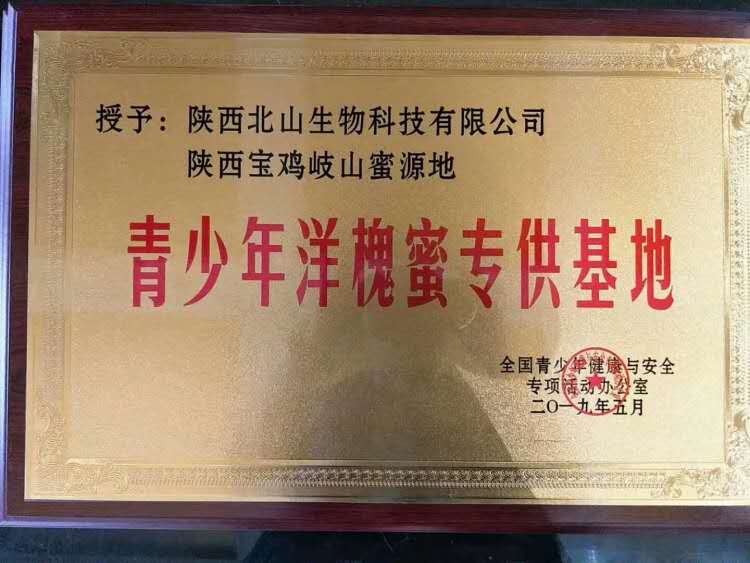 授予：陕西北山生物科技有限公司
陕西宝鸡岐山蜜源地
青少年洋槐蜜专供基地
全国青少年健康与安全
专项活动办公室
二〇一九年五月